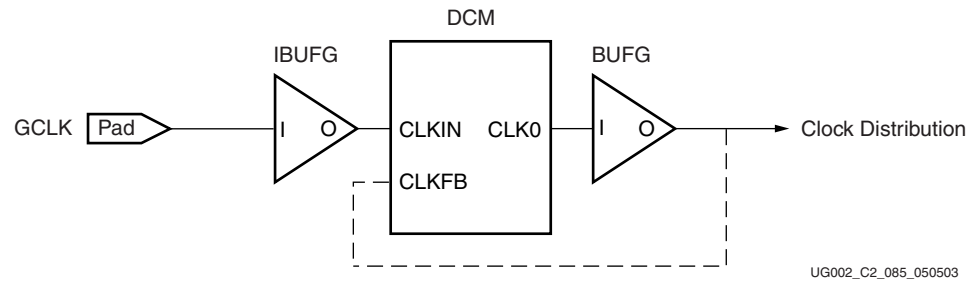 DCM
IBUFG
BUFG
GCLK Pad I O CLKIN CLK0 I O Clock Distribution
CLKFB
UG002_C2_085_050503